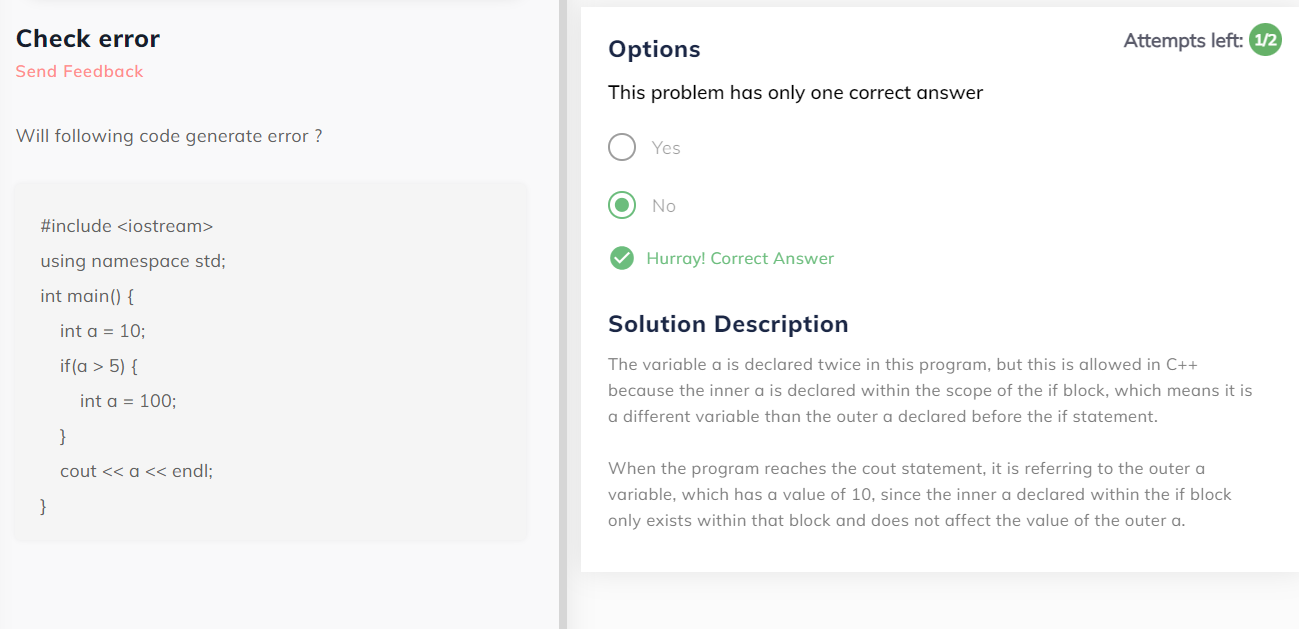 Check error
Send Feedback
Will following code generate error ?
#include <iostream>
using namespace std;
int main() {
int a = 10;
if(a > 5) {
int a = 100;
}
cout << a << endl;
}
Options
Attempts left: 1/2
This problem has only one correct answer
Yes
No
Hurray! Correct Answer
Solution Description
The variable a is declared twice in this program, but this is allowed in C++
because the inner a is declared within the scope of the if block, which means it is
a different variable than the outer a declared before the if statement.
When the program reaches the cout statement, it is referring to the outer a
variable, which has a value of 10, since the inner a declared within the if block
only exists within that block and does not affect the value of the outer a.